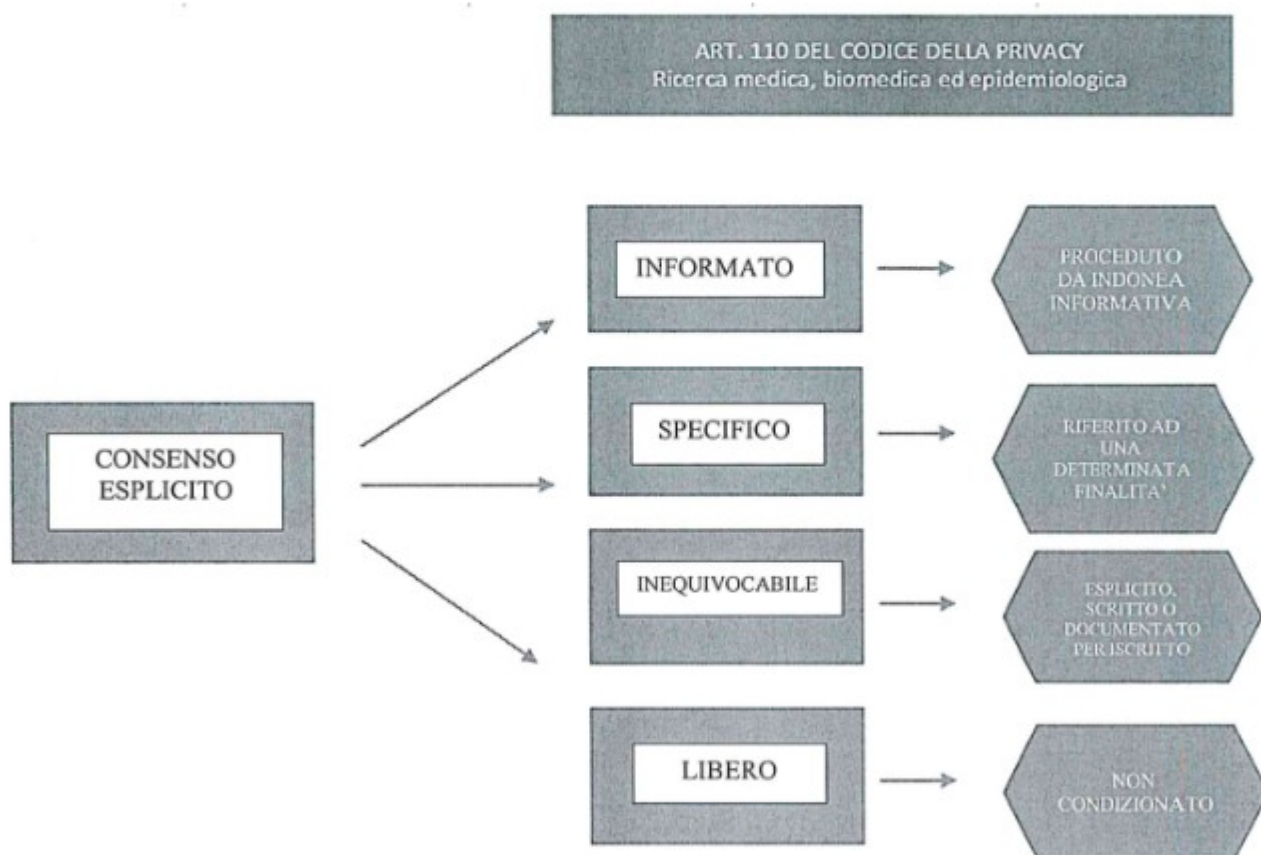 ART. 110 DEL CODICE DELLA PRIVACY
Ricerca medica, biomedica ed epidemiologica
INFORMATO
PROCEDUTO
DA INDONEA
INFORMATIVA
SPECIFICO
RIFERITO AD
UNA
DETERMINATA
FINALITA'
CONSENSO
ESPLICITO
INEQUIVOCABILE
ESPLICITO,
SCRITTO O
DOCUMENTATO
PER ISCRITTO
LIBERO
NON
CONDIZIONATO